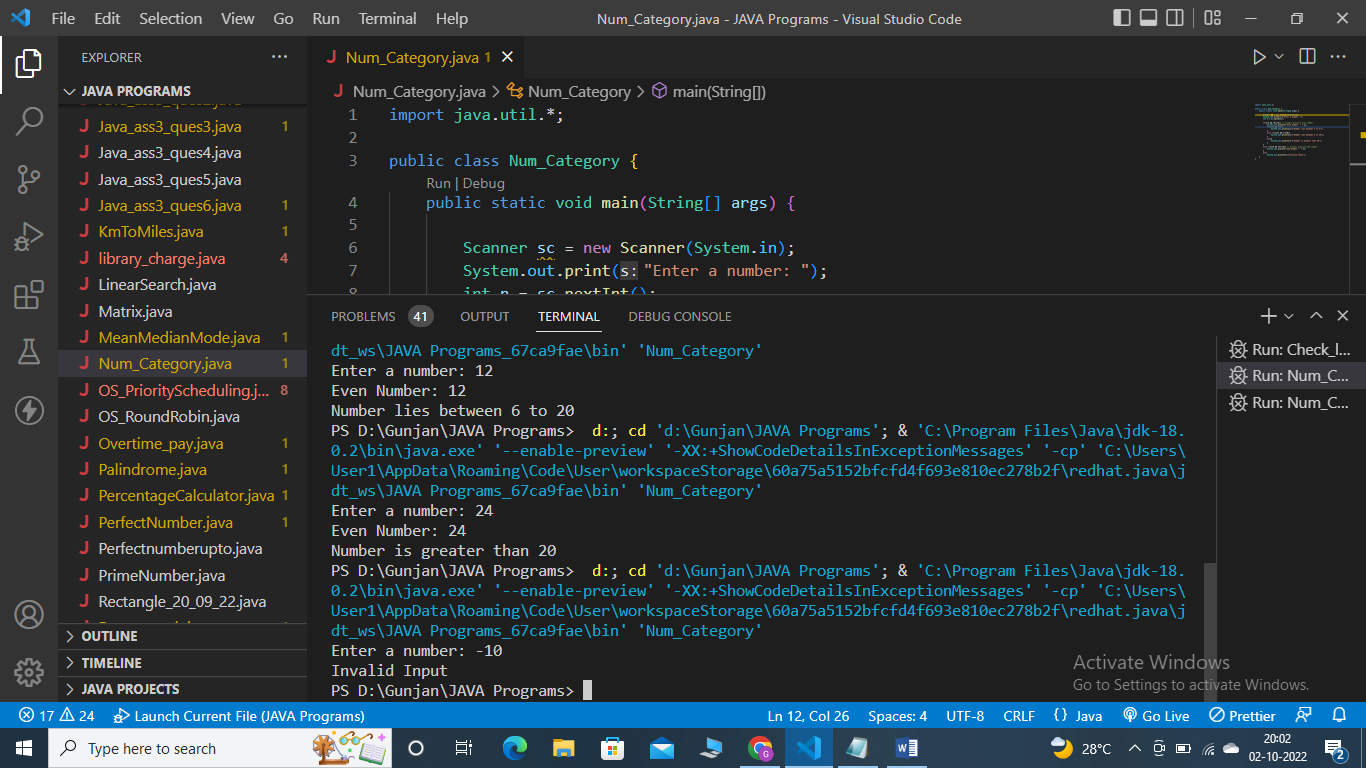 File Edit Selection View Go Run Terminal Help Num_Category.java - JAVA Programs - Visual Studio Code
EXPLORER
JAVA PROGRAMS
Java_ass3_ques2.java
Java_ass3_ques3.java 1
Java_ass3_ques4.java
Java_ass3_ques5.java
Java_ass3_ques6.java 1
KmToMiles.java 1
library_charge.java 4
LinearSearch.java
Matrix.java
MeanMedianMode.java 1
Num_Category.java 1
OS_PriorityScheduling.j... 8
OS_RoundRobin.java
Overtime_pay.java 1
Palindrome.java 1
PercentageCalculator.java 1
PerfectNumber.java 1
Perfectnumberupto.java
PrimeNumber.java
Rectangle_20_09_22.java
OUTLINE
TIMELINE
JAVA PROJECTS
Num_Category.java 1
Num_Category.java > Num_Category > main(String[])
1 import java.util.*;
2
3 public class Num_Category {
Run | Debug
4 public static void main(String[] args) {
5
6 Scanner sc = new Scanner(System.in);
7 System.out.print(s:"Enter a number: ");
8 int n = sc.nextInt();
PROBLEMS 41 OUTPUT TERMINAL DEBUG CONSOLE
dt_ws\JAVA Programs_67ca9fae\bin' 'Num_Category'
Enter a number: 12
Even Number: 12
Number lies between 6 to 20
PS D:\Gunjan\JAVA Programs>  d:; cd 'd:\Gunjan\JAVA Programs'; & 'C:\Program Files\Java\jdk-18.
0.2\bin\java.exe' '--enable-preview' '-XX:+ShowCodeDetailsInExceptionMessages' '-cp' 'C:\Users\
User1\AppData\Roaming\Code\User\workspaceStorage\60a75a5152bfcfd4f693e810ec278b2f\redhat.java\j
dt_ws\JAVA Programs_67ca9fae\bin' 'Num_Category'
Enter a number: 24
Even Number: 24
Number is greater than 20
PS D:\Gunjan\JAVA Programs>  d:; cd 'd:\Gunjan\JAVA Programs'; & 'C:\Program Files\Java\jdk-18.
0.2\bin\java.exe' '--enable-preview' '-XX:+ShowCodeDetailsInExceptionMessages' '-cp' 'C:\Users\
User1\AppData\Roaming\Code\User\workspaceStorage\60a75a5152bfcfd4f693e810ec278b2f\redhat.java\j
dt_ws\JAVA Programs_67ca9fae\bin' 'Num_Category'
Enter a number: -10
Invalid Input
PS D:\Gunjan\JAVA Programs>
Run: Check_l...
Run: Num_C...
Run: Num_C...
Activate Windows
Go to Settings to activate Windows.
17 24 Launch Current File (JAVA Programs) Ln 12, Col 26 Spaces: 4 UTF-8 CRLF {} Java Go Live Prettier
Type here to search
28°C
20:02
02-10-2022
2